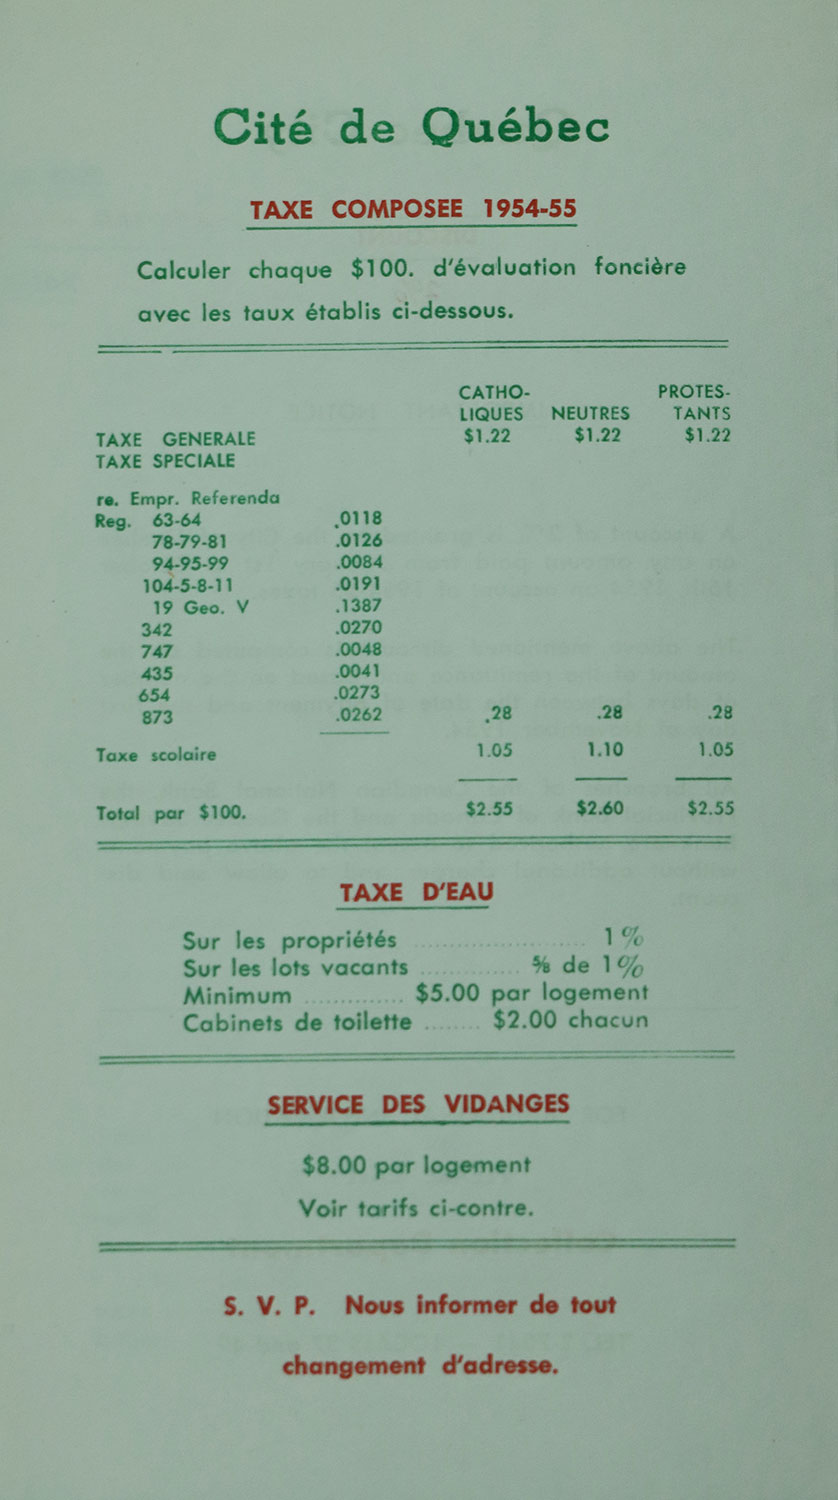 Cité de Québec
TAXE COMPOSEE 1954-55
Calculer chaque $100. d'évaluation foncière
avec les taux établis ci-dessous.
CATHO- PROTES-
LIQUES NEUTRES TANTS
TAXE GENERALE $1.22 $1.22 $1.22
TAXE SPECIALE
re. Empr. Referenda
Reg. 63-64 .0118
78-79-81 .0126
94-95-99 .0084
104-5-8-11 .0191
19 Geo. V .1387
342 .0270
747 .0048
435 .0041
654 .0273
873 .0262 .28 .28 .28
Taxe scolaire 1.05 1.10 1.05
Total par $100. $2.55 $2.60 $2.55
TAXE D'EAU
Sur les propriétés ........................ 1%
Sur les lots vacants .............. ⅝ de 1%
Minimum .............. $5.00 par logement
Cabinets de toilette ........ $2.00 chacun
SERVICE DES VIDANGES
$8.00 par logement
Voir tarifs ci-contre.
S. V. P. Nous informer de tout
changement d'adresse.